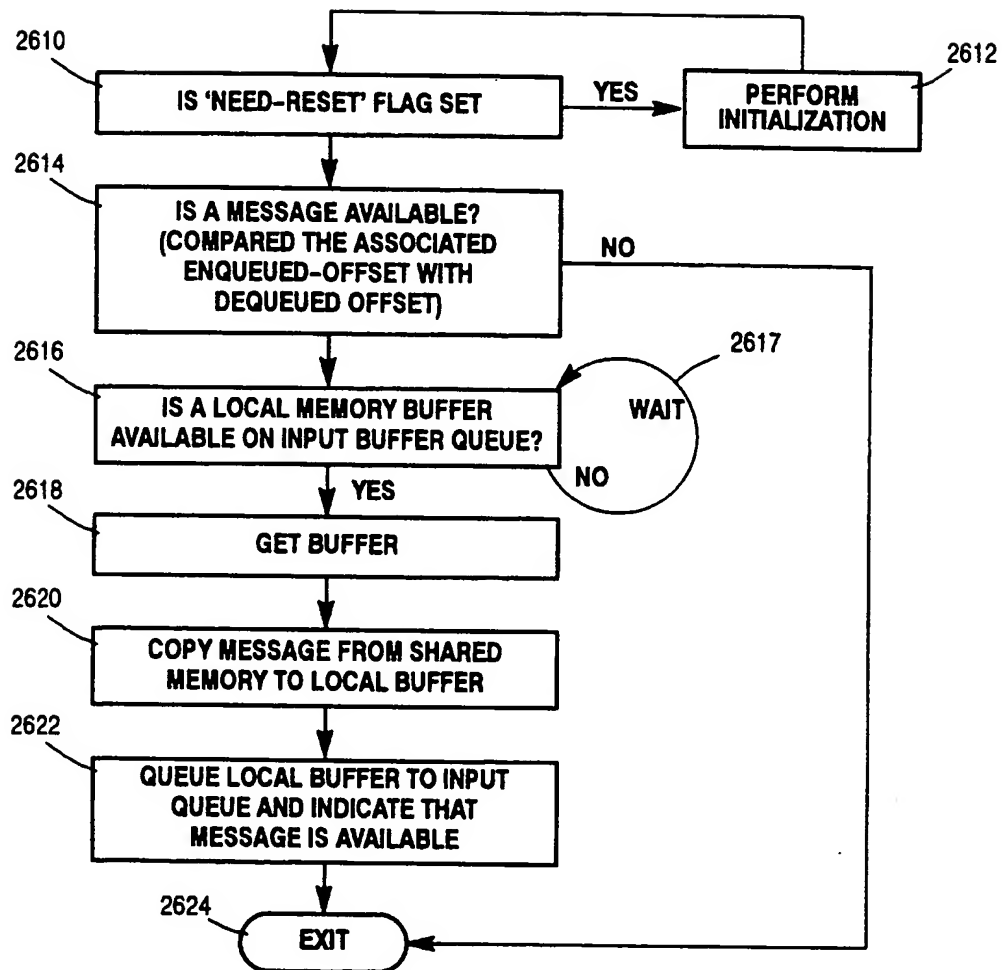 2610
IS 'NEED-RESET' FLAG SET
YES
2612
PERFORM
INITIALIZATION
2614
IS A MESSAGE AVAILABLE?
(COMPARED THE ASSOCIATED
ENQUEUED-OFFSET WITH
DEQUEUED OFFSET)
NO
2616
IS A LOCAL MEMORY BUFFER
AVAILABLE ON INPUT BUFFER QUEUE?
2617
WAIT
NO
YES
2618
GET BUFFER
2620
COPY MESSAGE FROM SHARED
MEMORY TO LOCAL BUFFER
2622
QUEUE LOCAL BUFFER TO INPUT
QUEUE AND INDICATE THAT
MESSAGE IS AVAILABLE
2624
EXIT